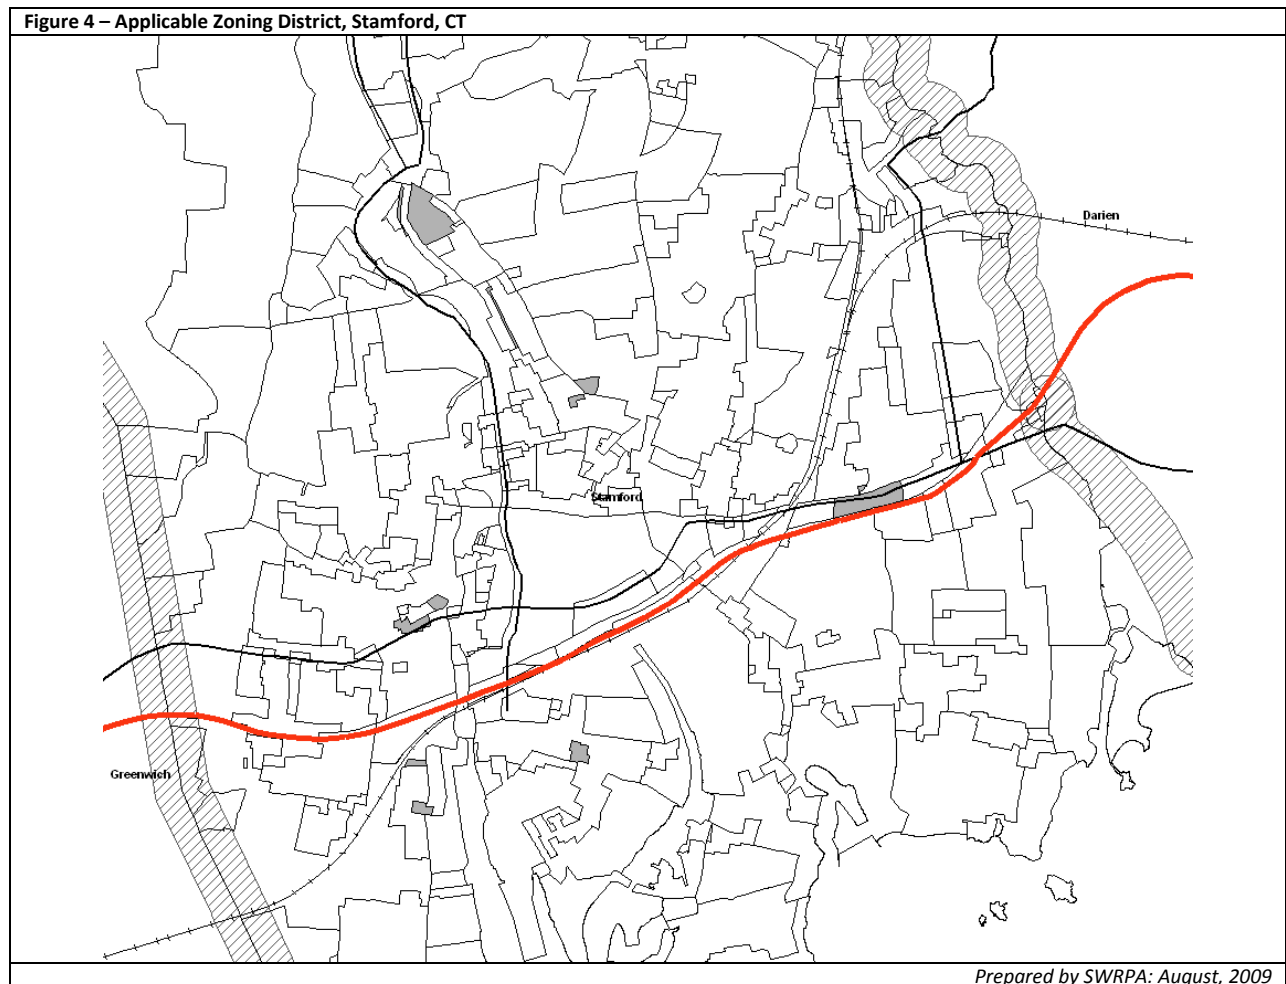 Figure 4 – Applicable Zoning District, Stamford, CT
Darien
Stamford
Greenwich
Prepared by SWRPA: August, 2009